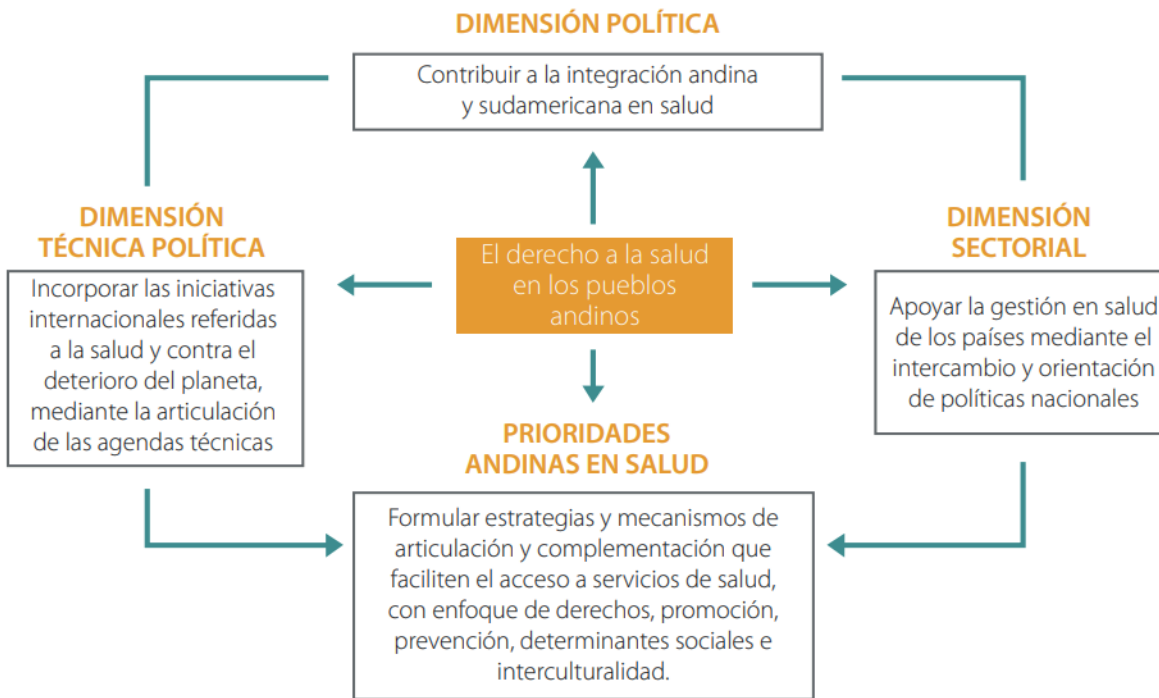 DIMENSIÓN POLÍTICA
Contribuir a la integración andina
y sudamericana en salud
DIMENSIÓN
TÉCNICA POLÍTICA
Incorporar las iniciativas
internacionales referidas
a la salud y contra el
deterioro del planeta,
mediante la articulación
de las agendas técnicas
El derecho a la salud
en los pueblos
andinos
DIMENSIÓN
SECTORIAL
Apoyar la gestión en salud
de los países mediante el
intercambio y orientación
de políticas nacionales
PRIORIDADES
ANDINAS EN SALUD
Formular estrategias y mecanismos de
articulación y complementación que
faciliten el acceso a servicios de salud,
con enfoque de derechos, promoción,
prevención, determinantes sociales e
interculturalidad.